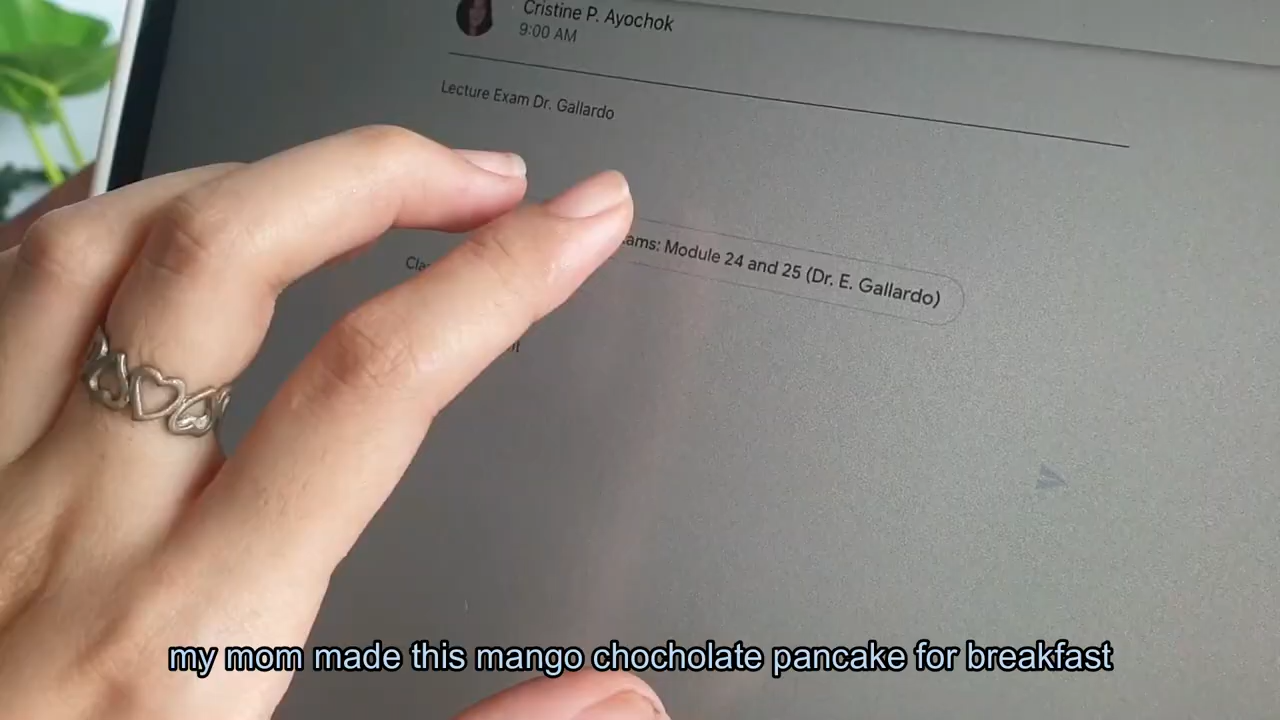 Cristine P. Ayochok
9:00 AM
Lecture Exam Dr. Gallardo
Module 24 and 25 (Dr. E. Gallardo)
my mom made this mango chocholate pancake for breakfast